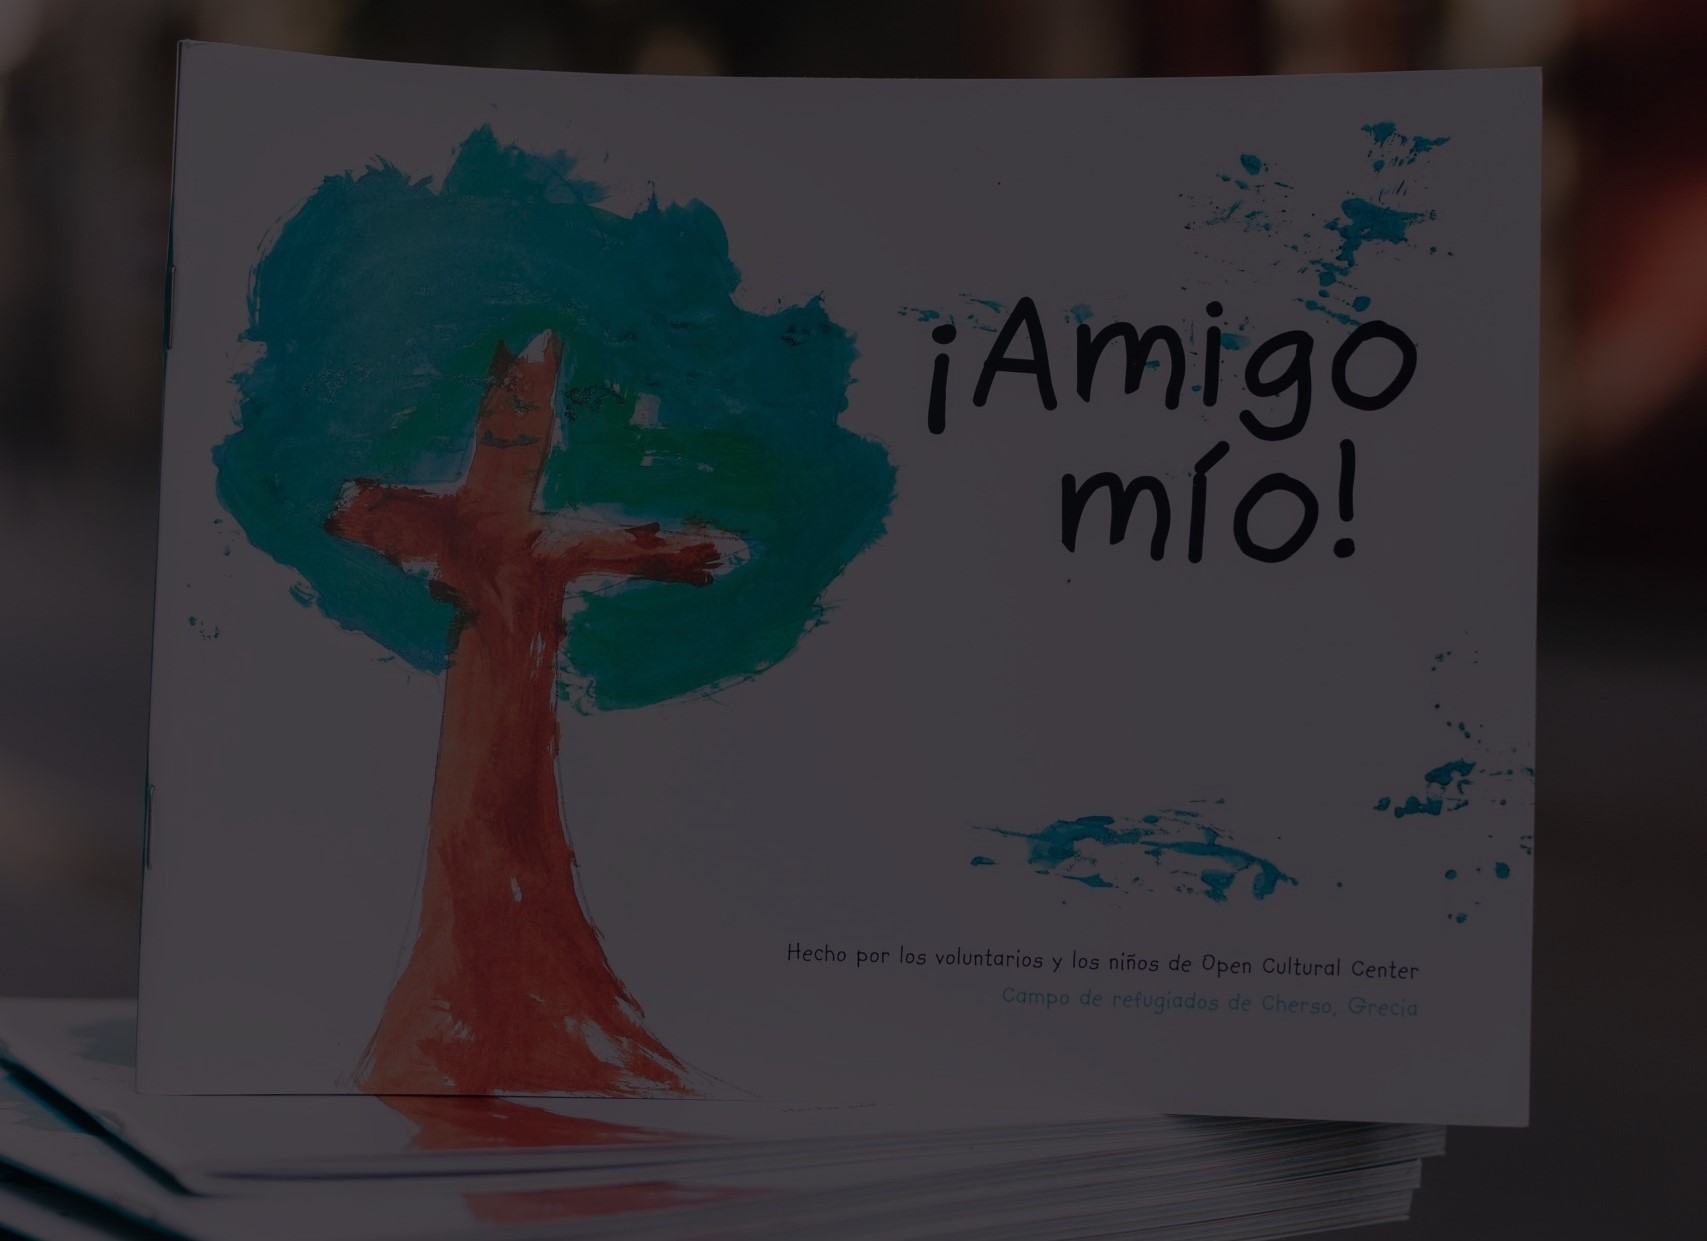 ¡Amigo
mío!
Hecho por los voluntarios y los niños de Open Cultural Center
Campo de refugiados de Cherso, Grecia